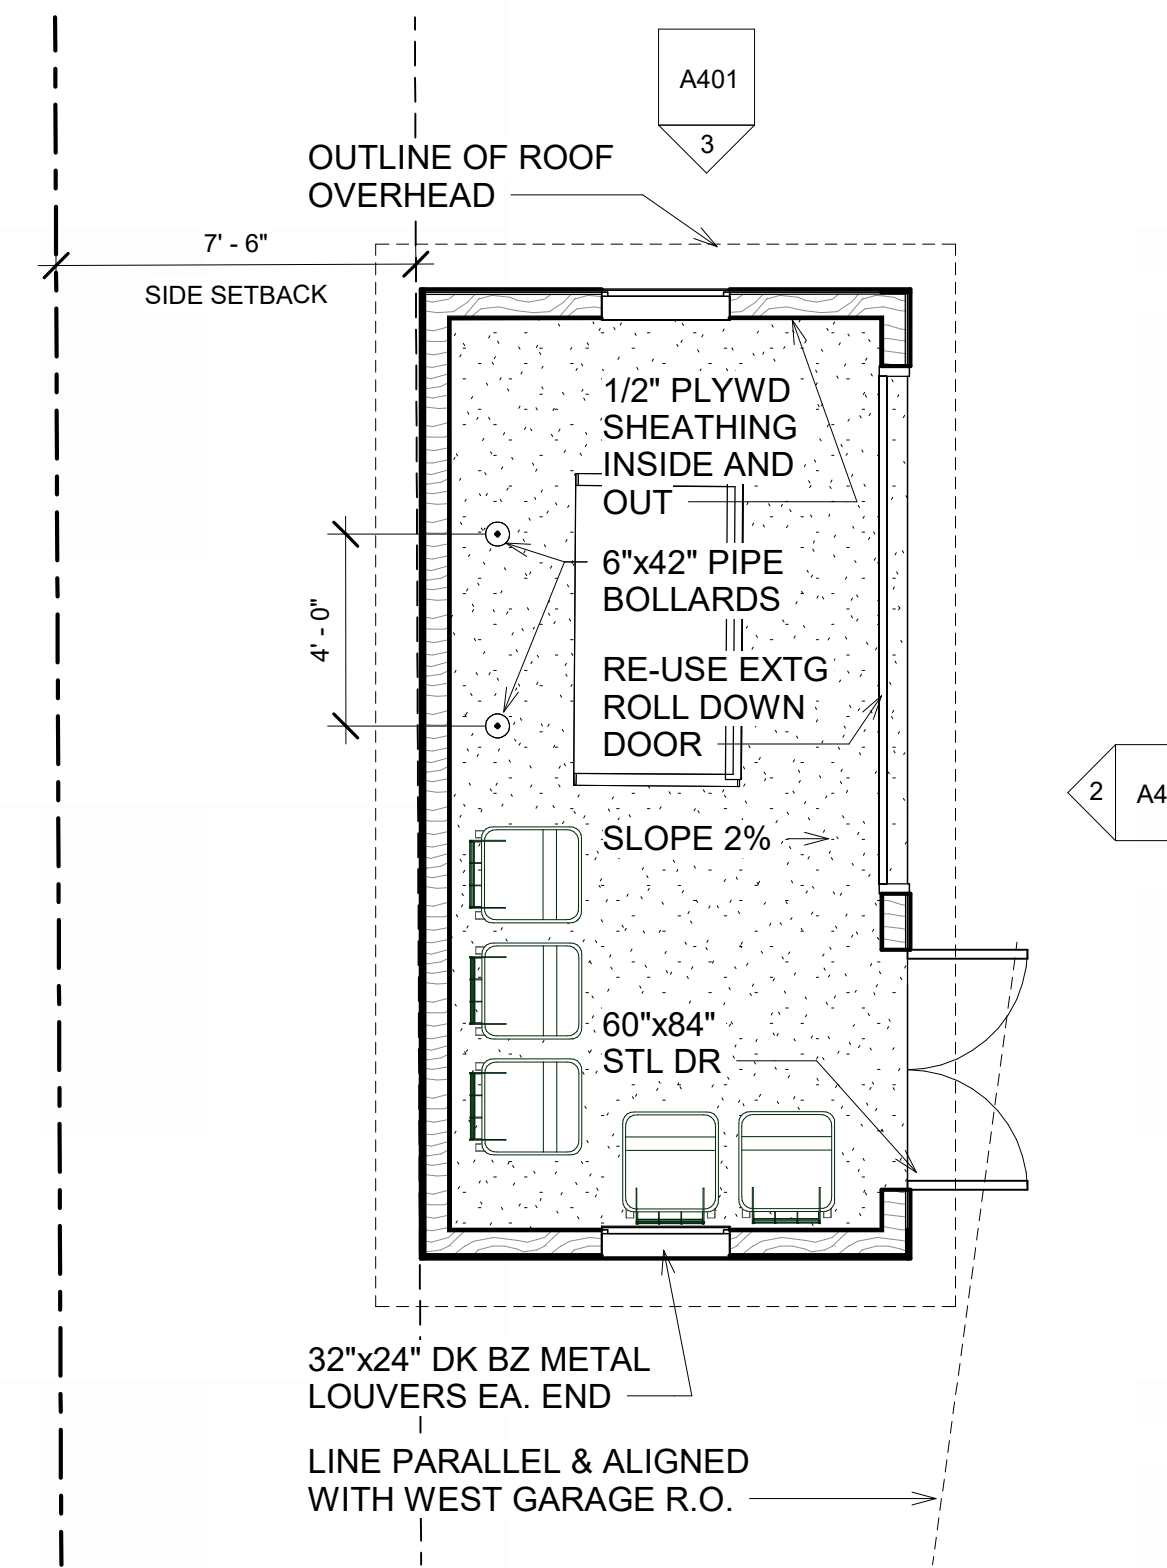 A401
3
OUTLINE OF ROOF
OVERHEAD
7' - 6"
SIDE SETBACK
1/2" PLYWD
SHEATHING
INSIDE AND
OUT
6"x42" PIPE
BOLLARDS
4' - 0"
RE-USE EXTG
ROLL DOWN
DOOR
2
A4
SLOPE 2%
60"x84"
STL DR
32"x24" DK BZ METAL
LOUVERS EA. END
LINE PARALLEL & ALIGNED
WITH WEST GARAGE R.O.